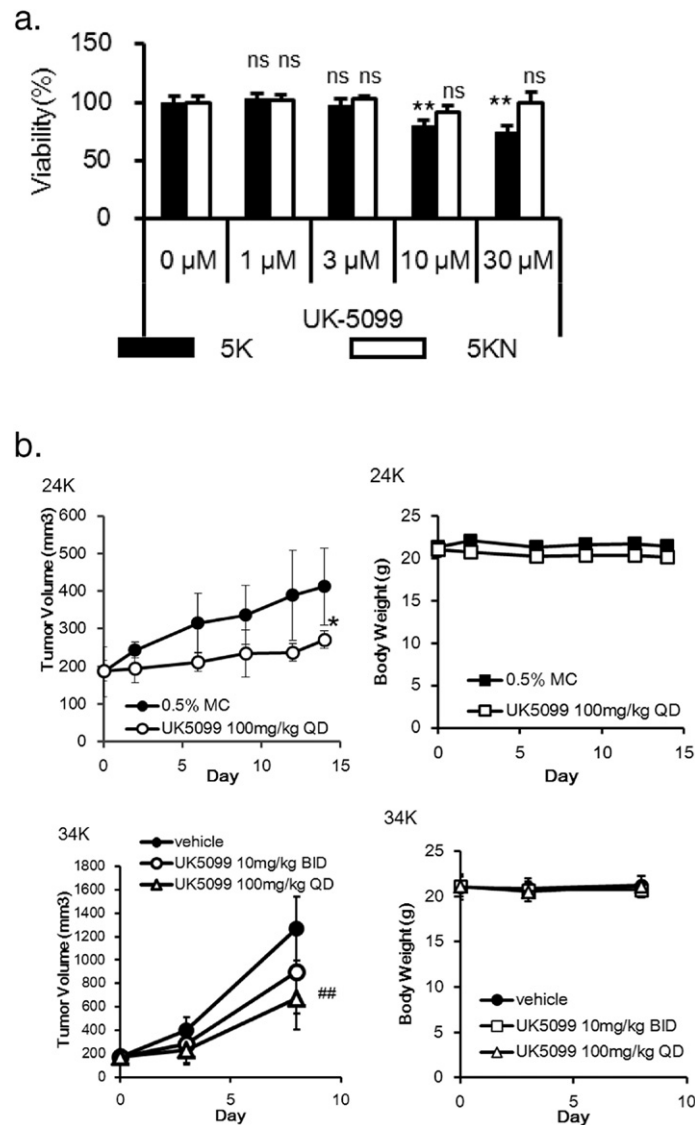 a.
150
100
50
0
Viability(%)
ns ns
ns ns
** ns
** ns
0 µM 1 µM 3 µM 10 µM 30 µM
UK-5099
5K 5KN
b.
24K
Tumor Volume (mm3)
600
500
400
300
200
100
0
*
0.5% MC
UK5099 100mg/kg QD
0 5 10 15
Day
24K
Body Weight (g)
25
20
15
10
5
0
0.5% MC
UK5099 100mg/kg QD
0 5 10 15
Day
34K
vehicle
UK5099 10mg/kg BID
UK5099 100mg/kg QD
Tumor Volume (mm3)
1800
1600
1400
1200
1000
800
600
400
200
0
##
0 5 10
Day
34K
Body Weight (g)
25
20
15
10
5
0
vehicle
UK5099 10mg/kg BID
UK5099 100mg/kg QD
0 5 10
Day